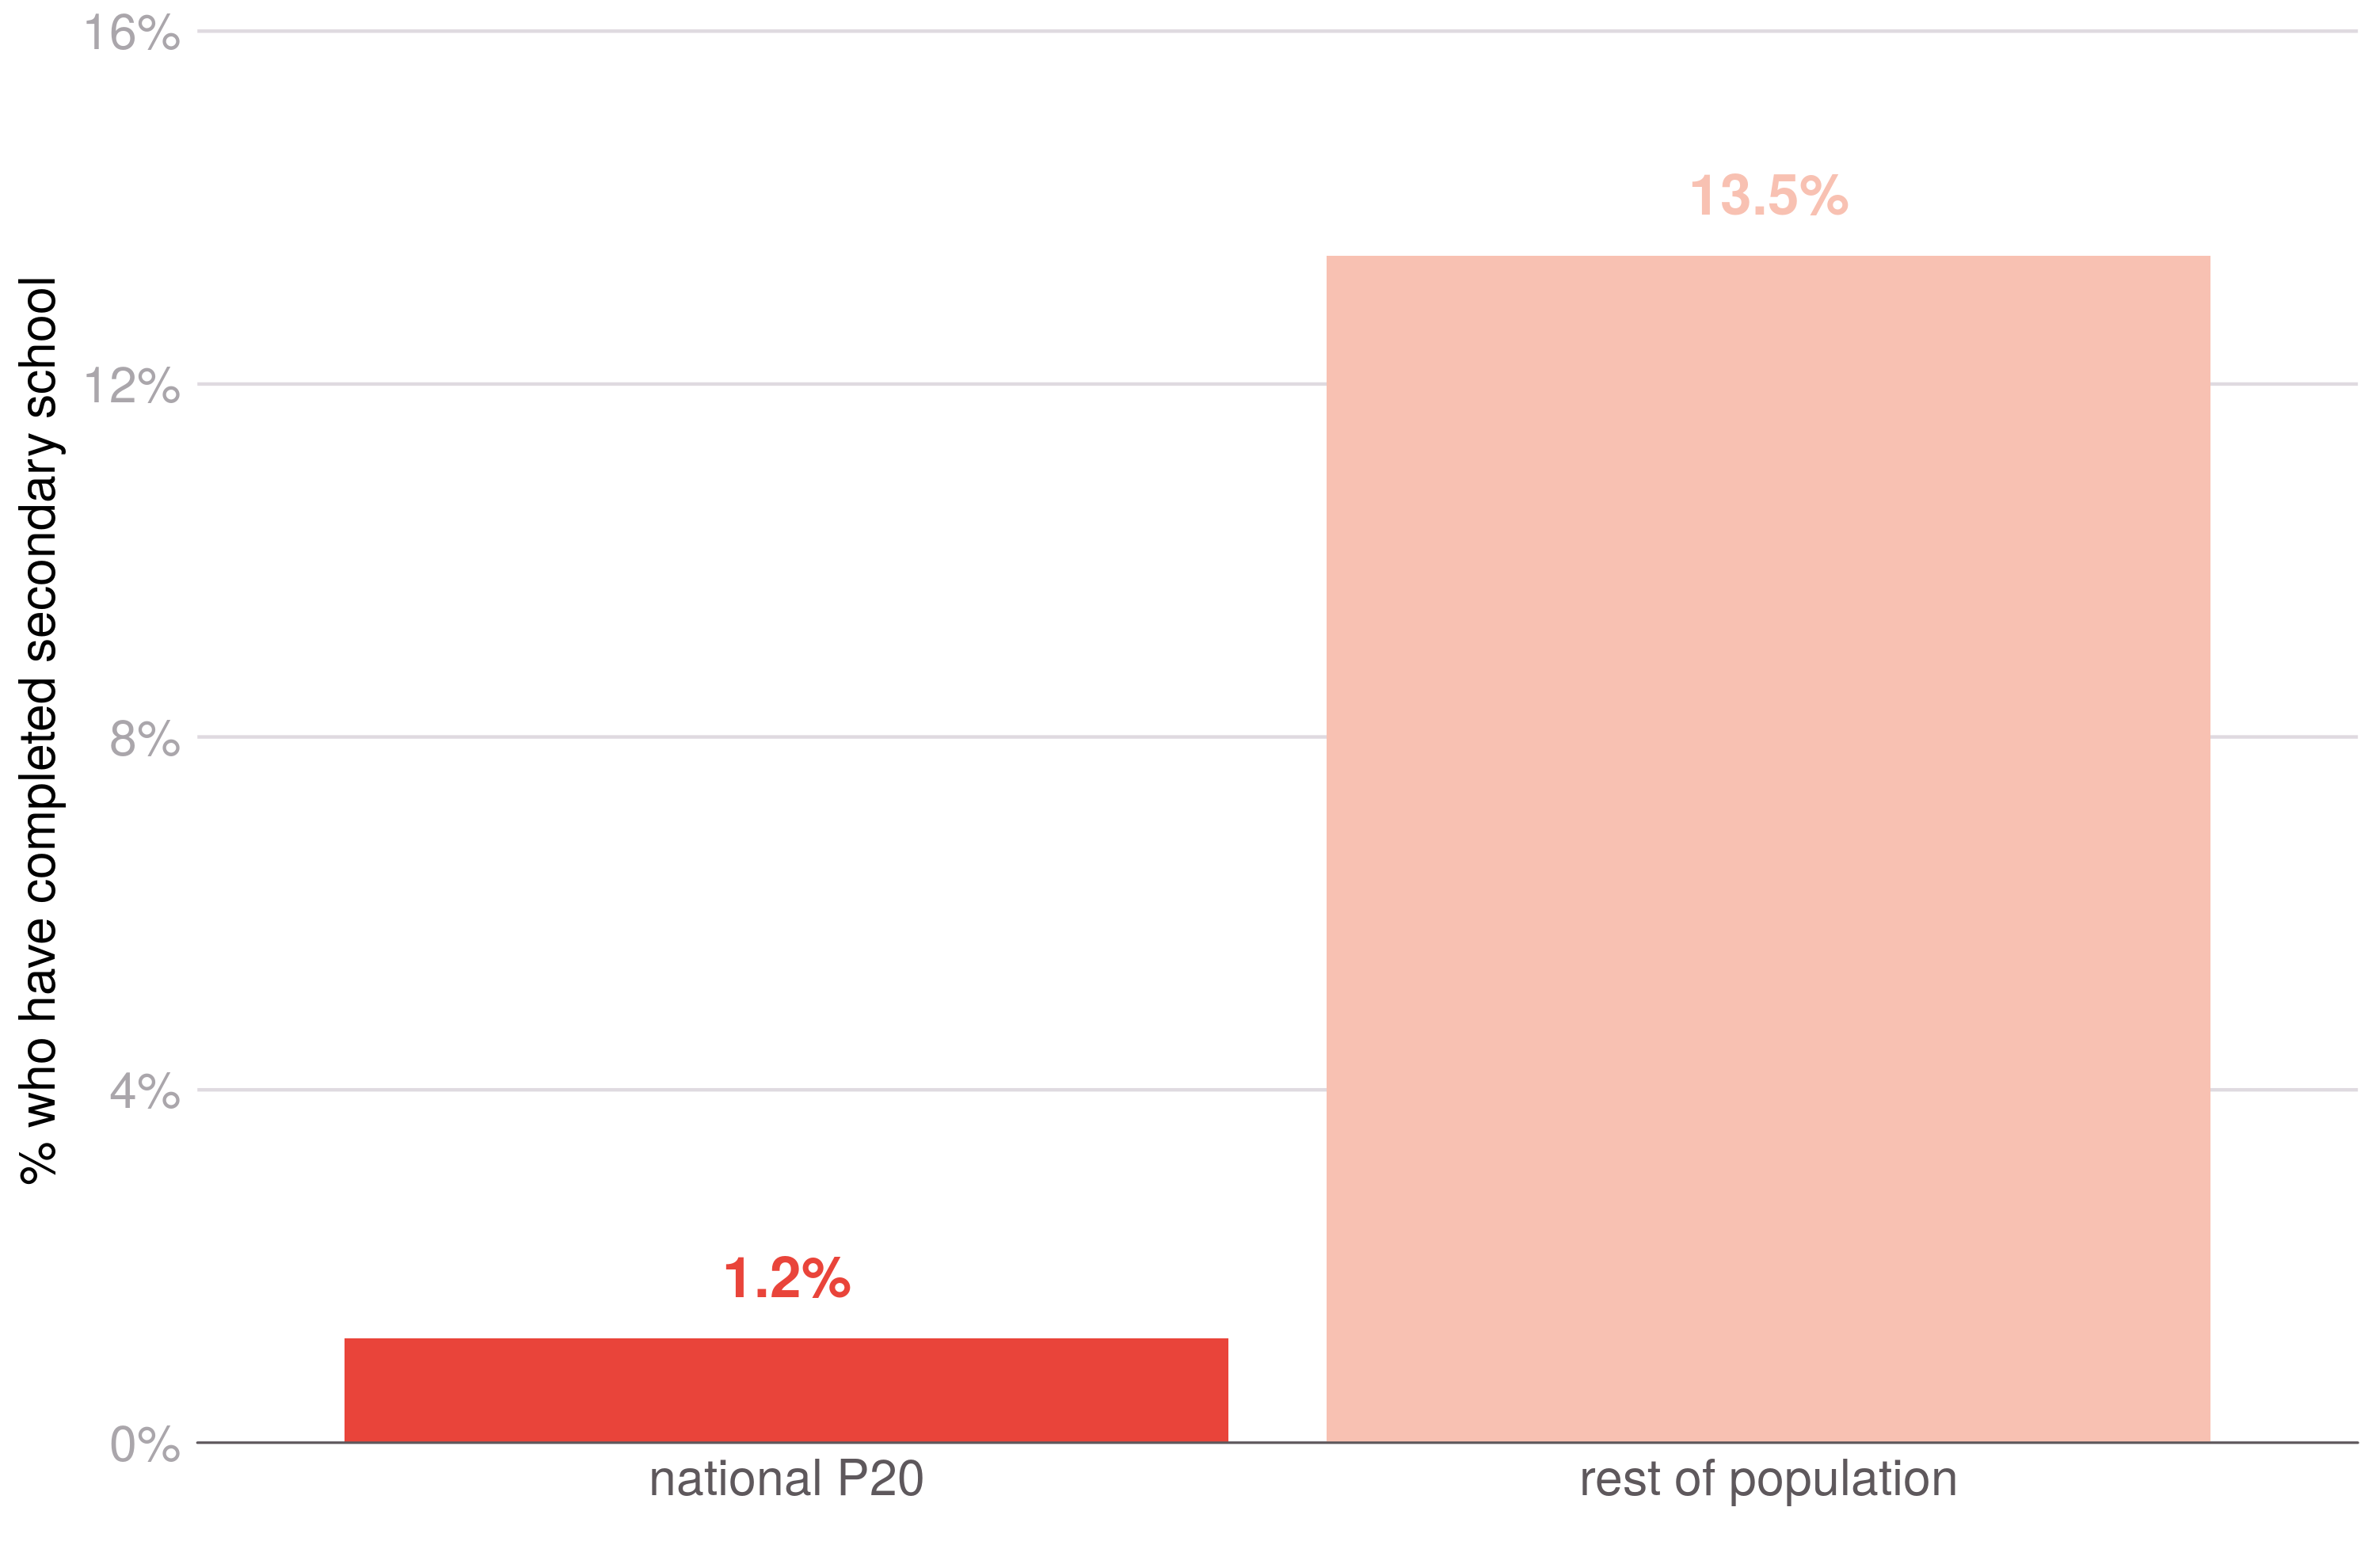 % who have completed secondary school
16%
12%
8%
4%
0%
13.5%
1.2%
national P20
rest of population